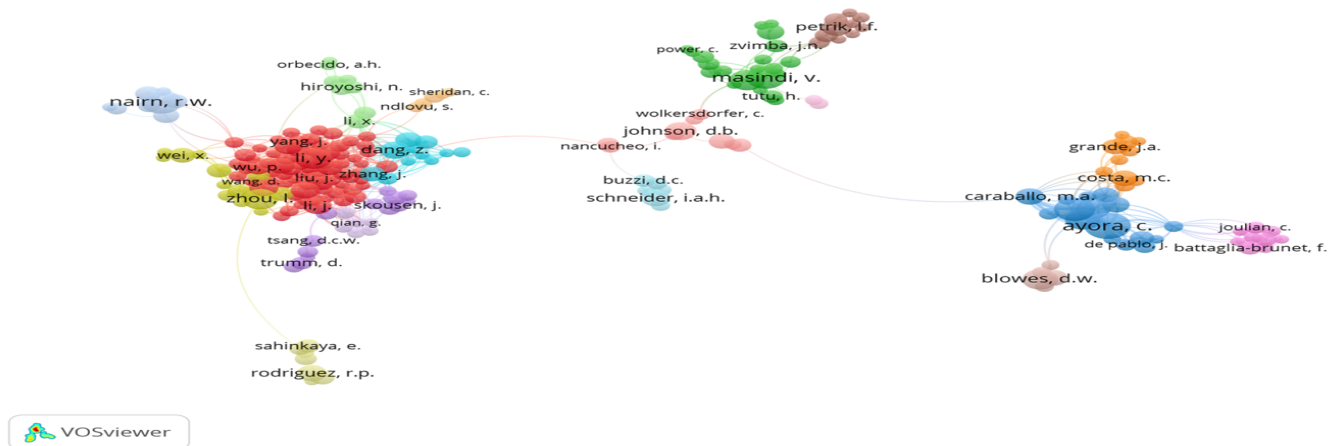 petrik, l.f.
zvimba, j.n.
power, c.
masindi, v.
tutu, h.
orbecido, a.h.
hiroyoshi, n.
sheridan, c.
ndlovu, s.
nairn, r.w.
li, x.
wolkersdorfer, c.
johnson, d.b.
nancucheo, i.
yang, j.
dang, z.
wei, x.
li, y.
wu, p.
zhang, j.
liu, j.
wang, d.
zhou, l.
li, j.
skousen, j.
qian, g.
tsang, d.c.w.
trumm, d.
buzzi, d.c.
schneider, i.a.h.
grande, j.a.
costa, m.c.
caraballo, m.a.
ayora, c.
de pablo, j.
joulian, c.
battaglia-brunet, f.
blowes, d.w.
sahinkaya, e.
rodriguez, r.p.
VOSviewer